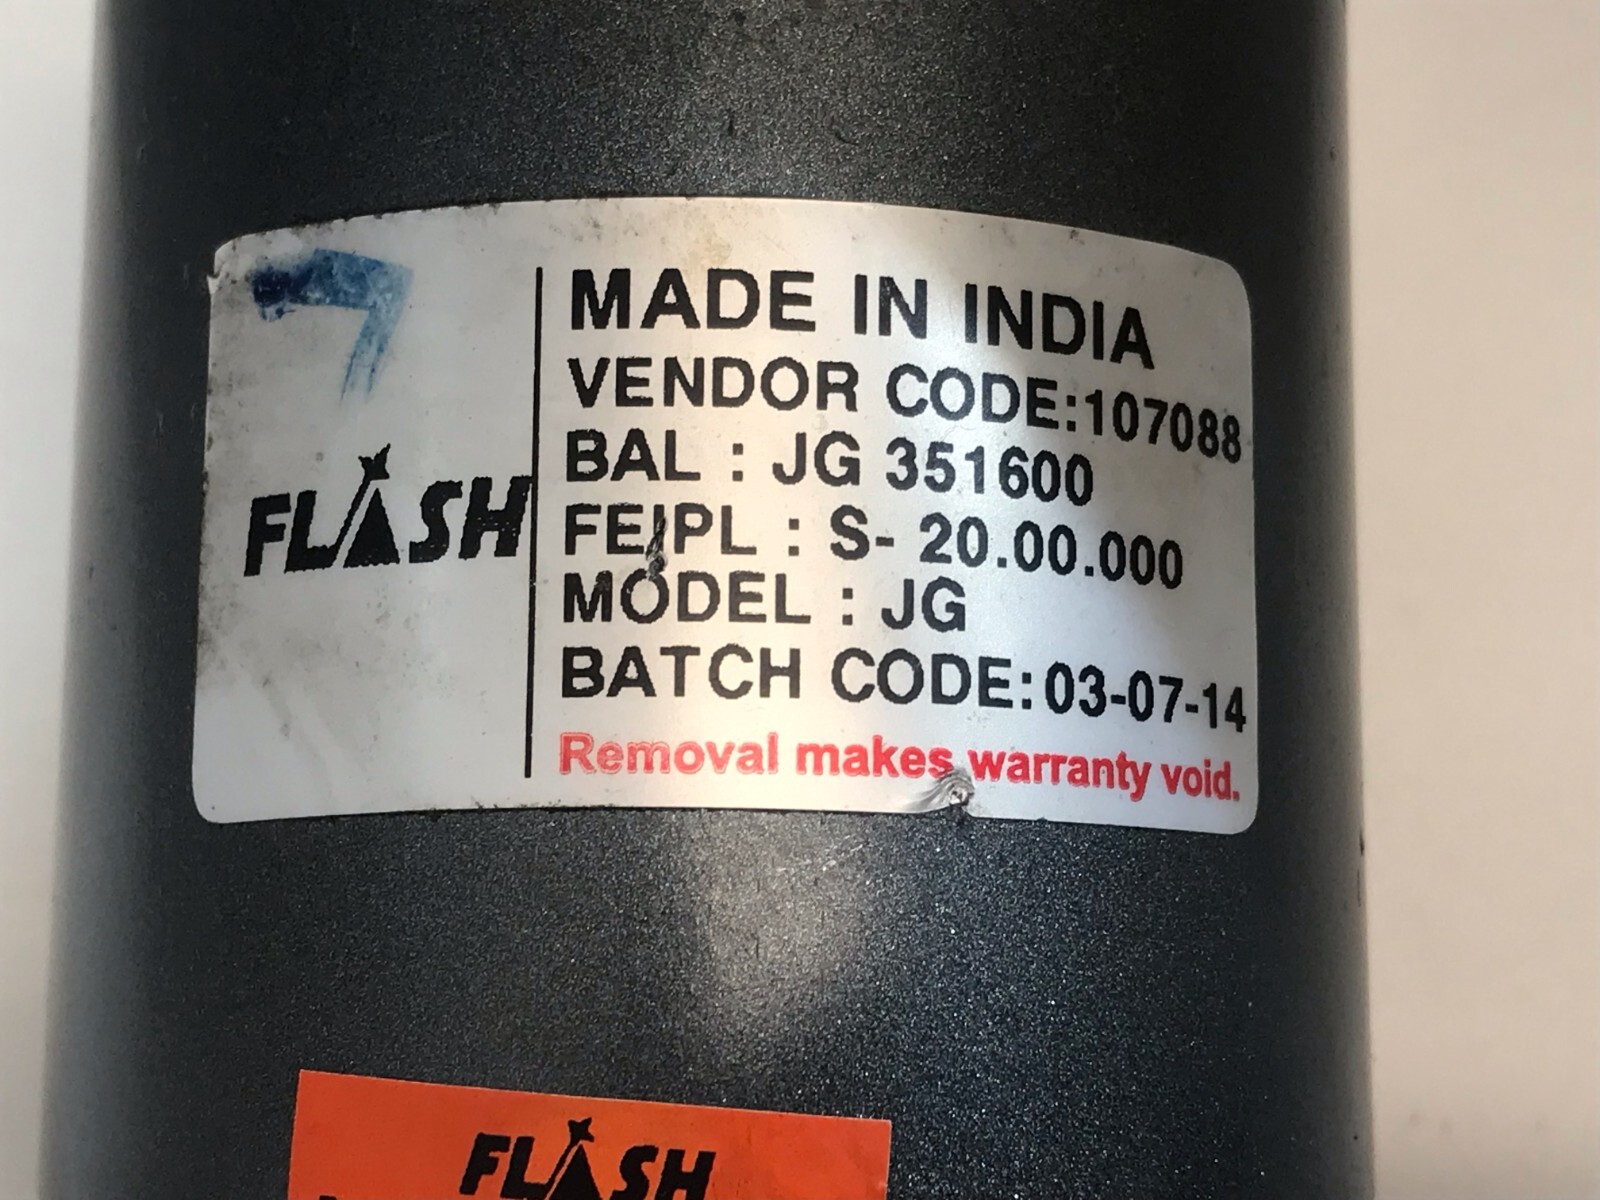 7
FLASH
MADE IN INDIA
VENDOR CODE:107088
BAL : JG 351600
FEIPL : S- 20.00.000
MODEL : JG
BATCH CODE:03-07-14
Removal makes warranty void.
FLASH